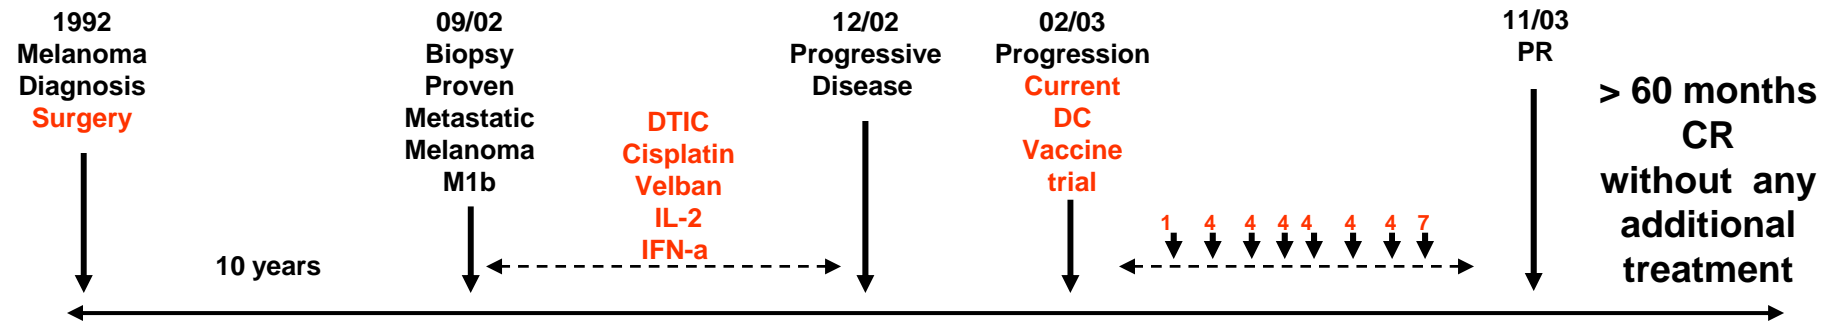 1992
Melanoma
Diagnosis
Surgery
10 years
09/02
Biopsy
Proven
Metastatic
Melanoma
M1b
DTIC
Cisplatin
Velban
IL-2
IFN-a
12/02
Progressive
Disease
02/03
Progression
Current
DC
Vaccine
trial
1 4 4 4 4 4 4 7
11/03
PR
> 60 months
CR
without any
additional
treatment